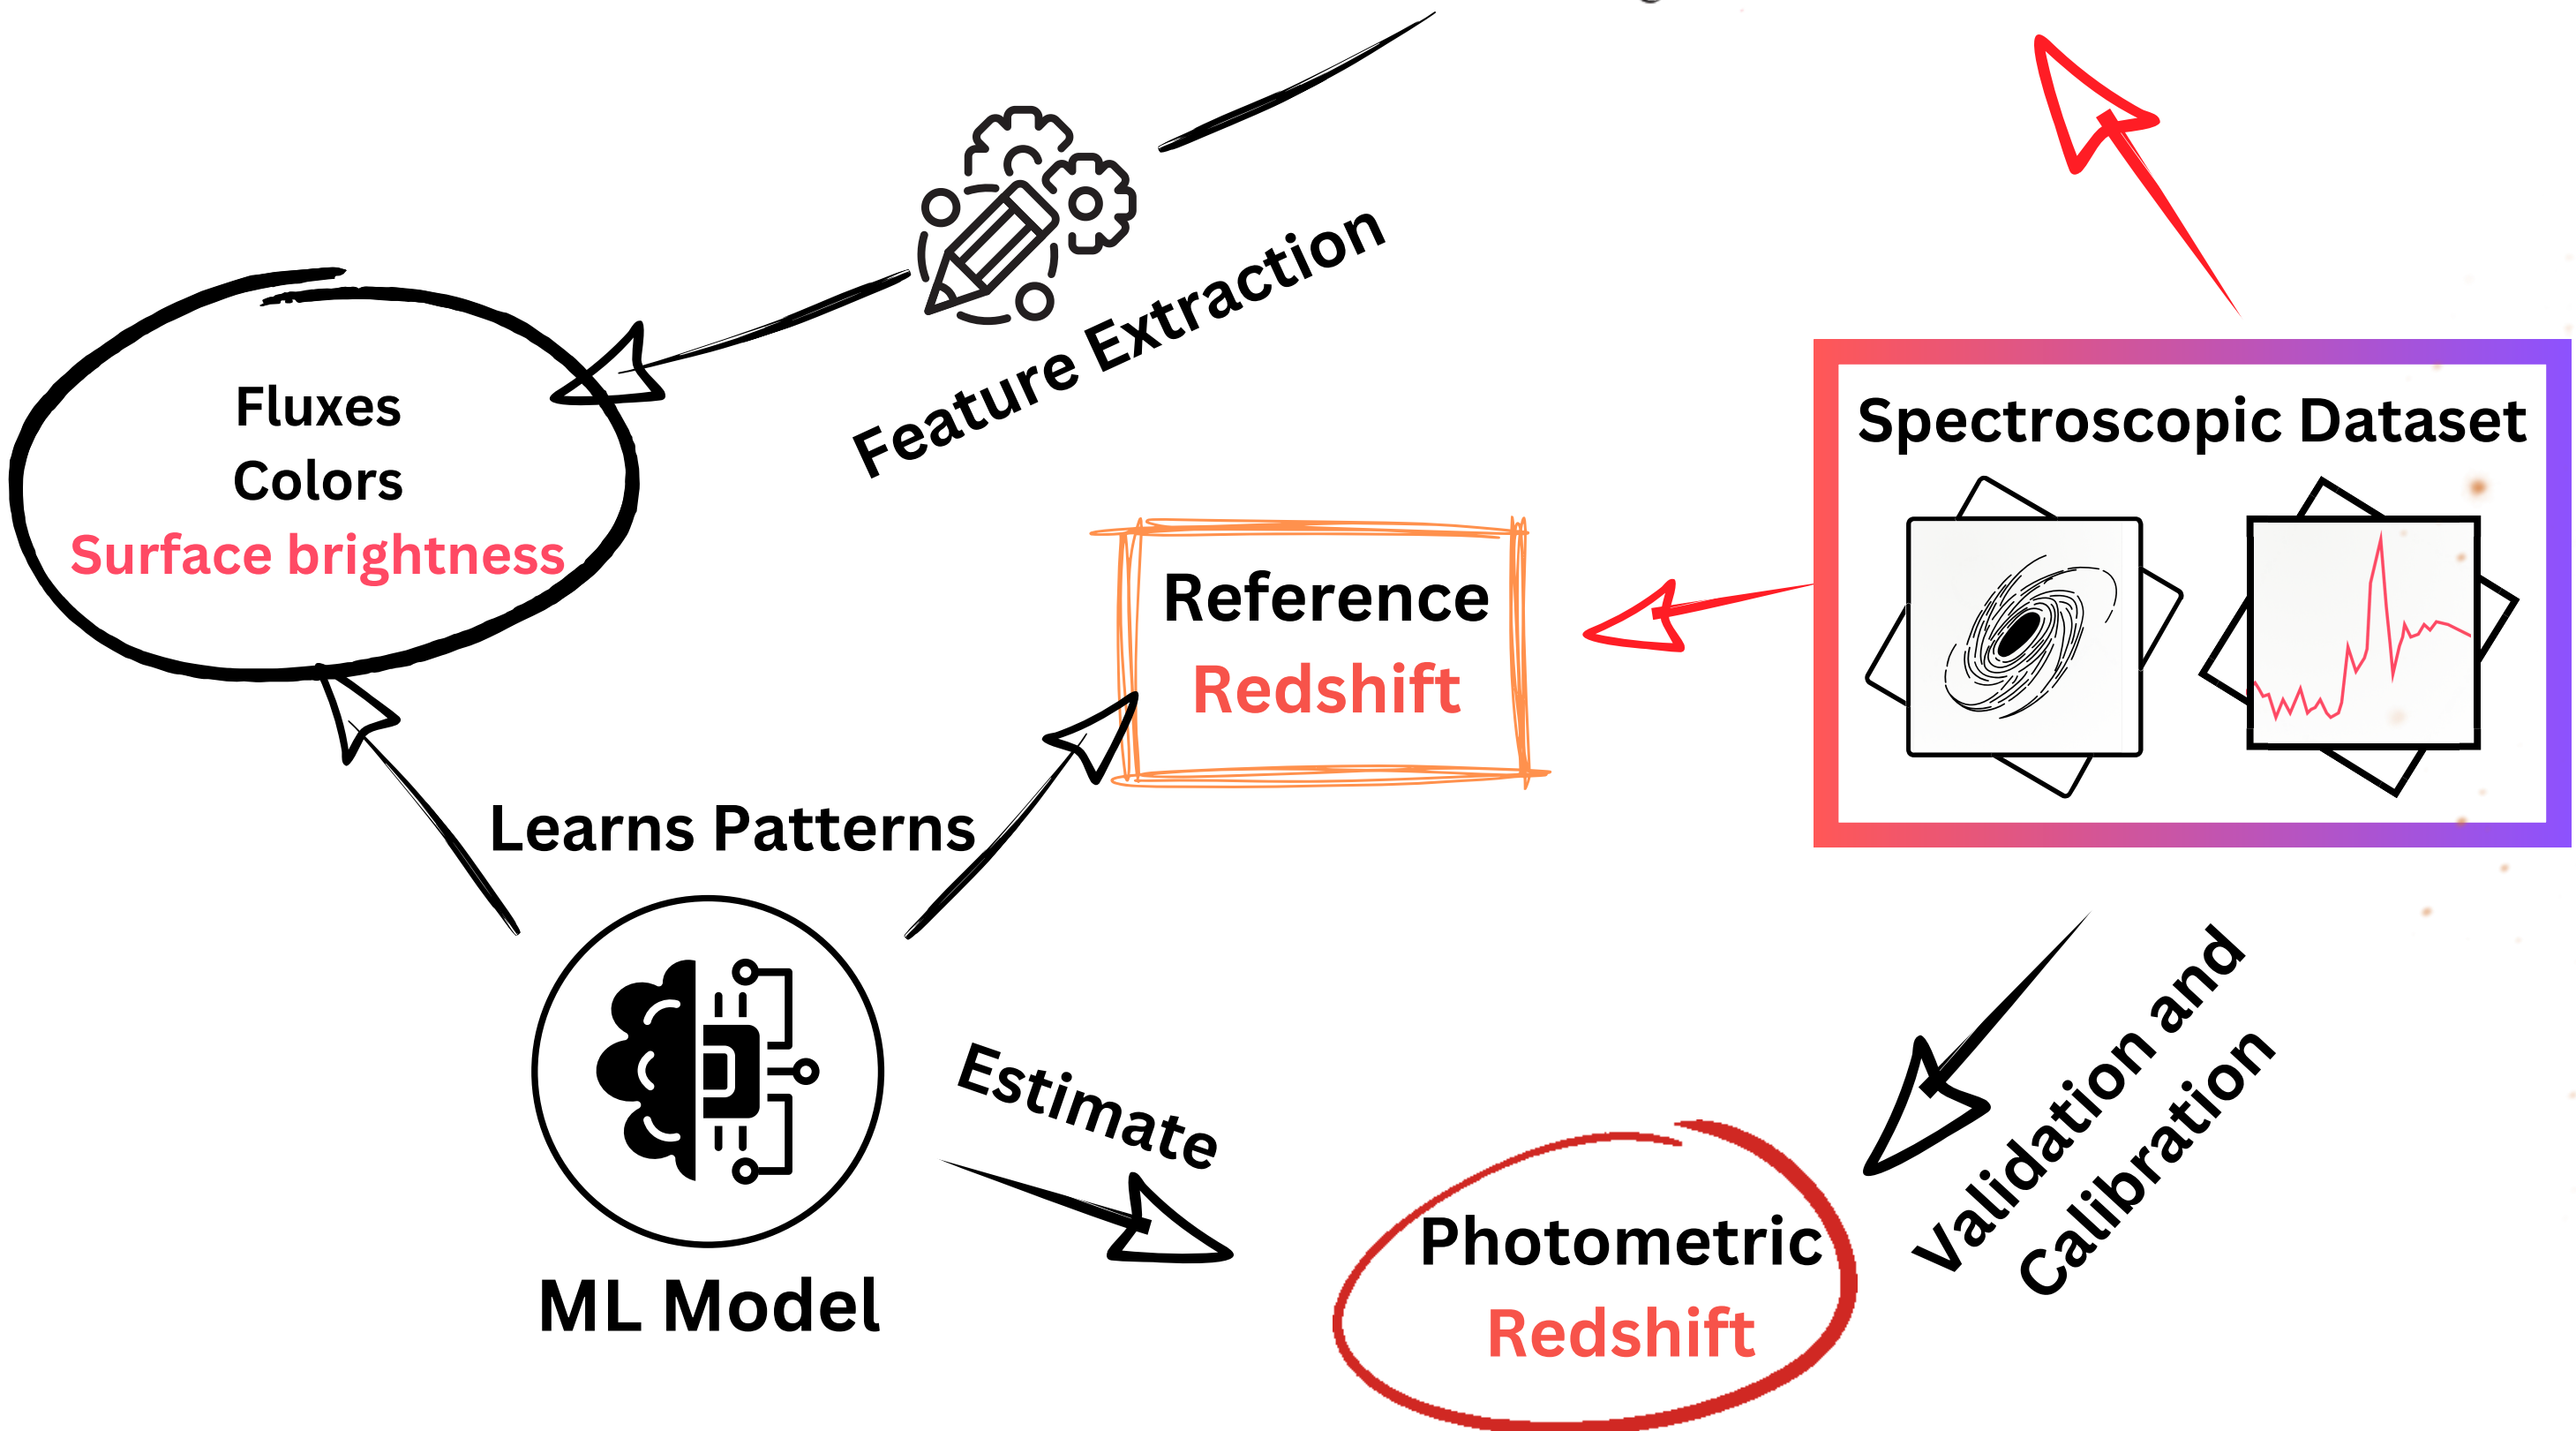 Feature Extraction
Fluxes
Colors
Surface brightness
Spectroscopic Dataset
Reference
Redshift
Learns Patterns
ML Model
Estimate
Photometric
Redshift
Validation and
Calibration